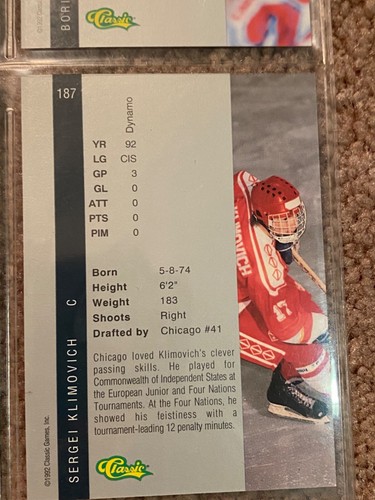 BORI
Classic
187
Dynamo
YR 92
LG CIS
GP 3
GL 0
ATT 0
PTS 0
PIM 0
Born 5-8-74
Height 6'2"
Weight 183
Shoots Right
Drafted by Chicago #41
Chicago loved Klimovich's clever
passing skills. He played for
Commonwealth of Independent States at
the European Junior and Four Nations
Tournaments. At the Four Nations, he
showed his feistiness with a
tournament-leading 12 penalty minutes.
SERGEI KLIMOVICH C
©1992 Classic Games, Inc.
Classic
MOVICH
17